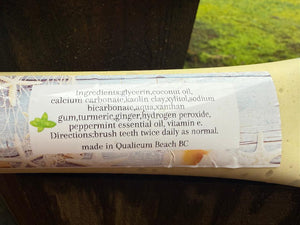 Ingredients:glycerin,coconut oil,
calcium carbonate,kaolin clay,xylisol,sodium
bicarbonate,aqua,xanthan
gum,turmeric,ginger,hydrogen peroxide,
peppermint essential oil, vitamin e.
Directions:brush teeth twice daily as normal.
made in Qualicum Beach BC